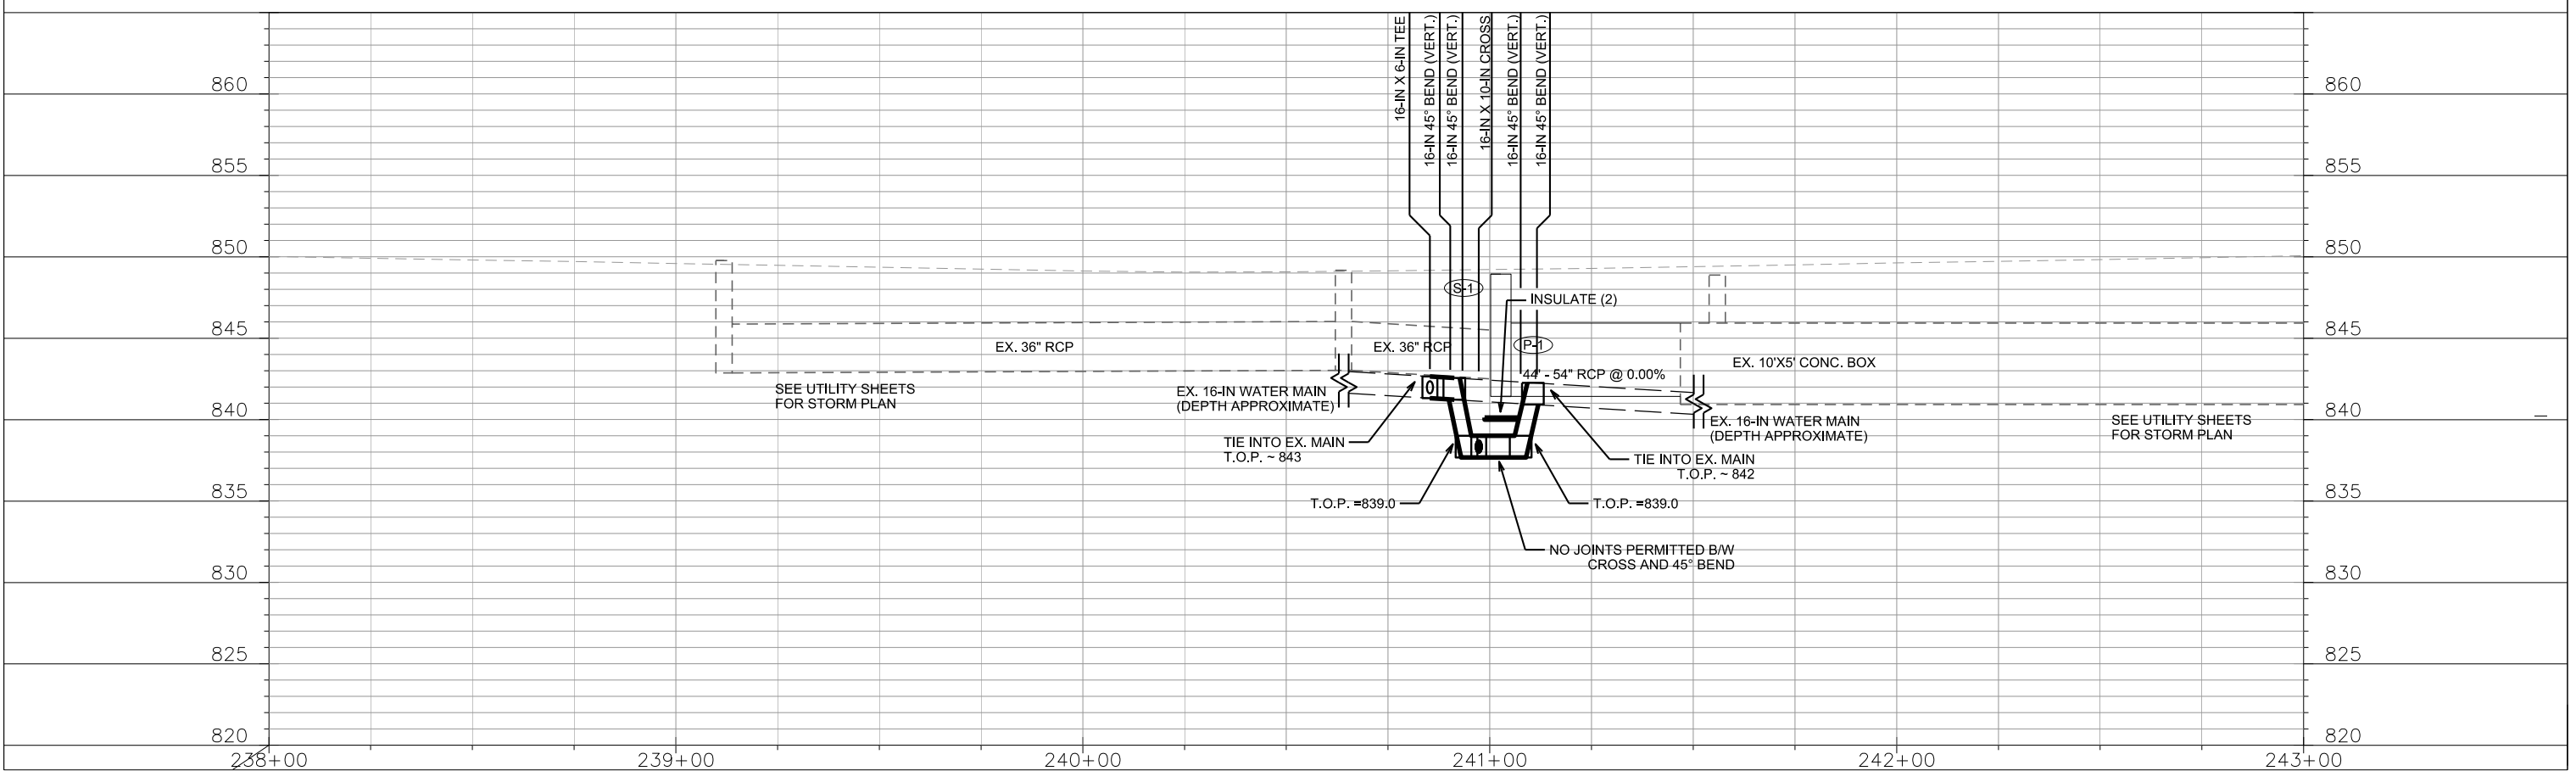 16-IN X 6-IN TEE
16-IN 45° BEND (VERT.)
16-IN 45° BEND (VERT.)
16-IN X 10-IN CROSS
16-IN 45° BEND (VERT.)
16-IN 45° BEND (VERT.)
860
860
855
855
850
850
S-1
INSULATE (2)
845
845
EX. 36" RCP
EX. 36" RCP
P-1
EX. 10'X5' CONC. BOX
44' - 54" RCP @ 0.00%
SEE UTILITY SHEETS
FOR STORM PLAN
EX. 16-IN WATER MAIN
(DEPTH APPROXIMATE)
840
840
EX. 16-IN WATER MAIN
(DEPTH APPROXIMATE)
SEE UTILITY SHEETS
FOR STORM PLAN
TIE INTO EX. MAIN
T.O.P. ~ 843
TIE INTO EX. MAIN
T.O.P. ~ 842
835
835
T.O.P. =839.0
T.O.P. =839.0
NO JOINTS PERMITTED B/W
CROSS AND 45° BEND
830
830
825
825
820
820
238+00
239+00
240+00
241+00
242+00
243+00